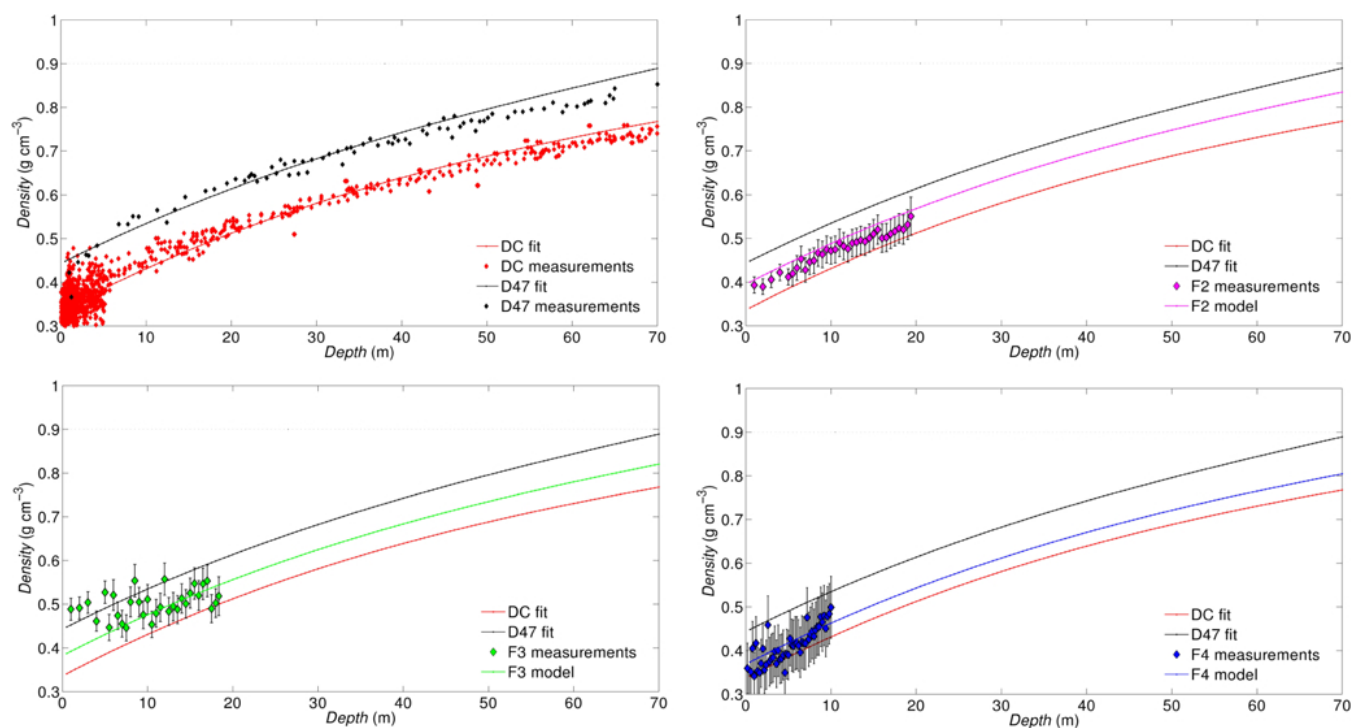 1
0.9
0.8
0.7
0.6
0.5
0.4
0.3
Density (g cm−3)
0 10 20 30 40 50 60 70
Depth (m)
DC fit
DC measurements
D47 fit
D47 measurements
1
0.9
0.8
0.7
0.6
0.5
0.4
0.3
Density (g cm−3)
0 10 20 30 40 50 60 70
Depth (m)
DC fit
D47 fit
F2 measurements
F2 model
1
0.9
0.8
0.7
0.6
0.5
0.4
0.3
Density (g cm−3)
0 10 20 30 40 50 60 70
Depth (m)
DC fit
D47 fit
F3 measurements
F3 model
1
0.9
0.8
0.7
0.6
0.5
0.4
0.3
Density (g cm−3)
0 10 20 30 40 50 60 70
Depth (m)
DC fit
D47 fit
F4 measurements
F4 model